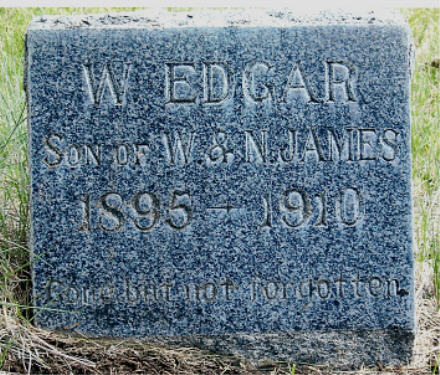 W EDGAR
SON OF W. & N. JAMES
1895 - 1910
Gone but not forgotten